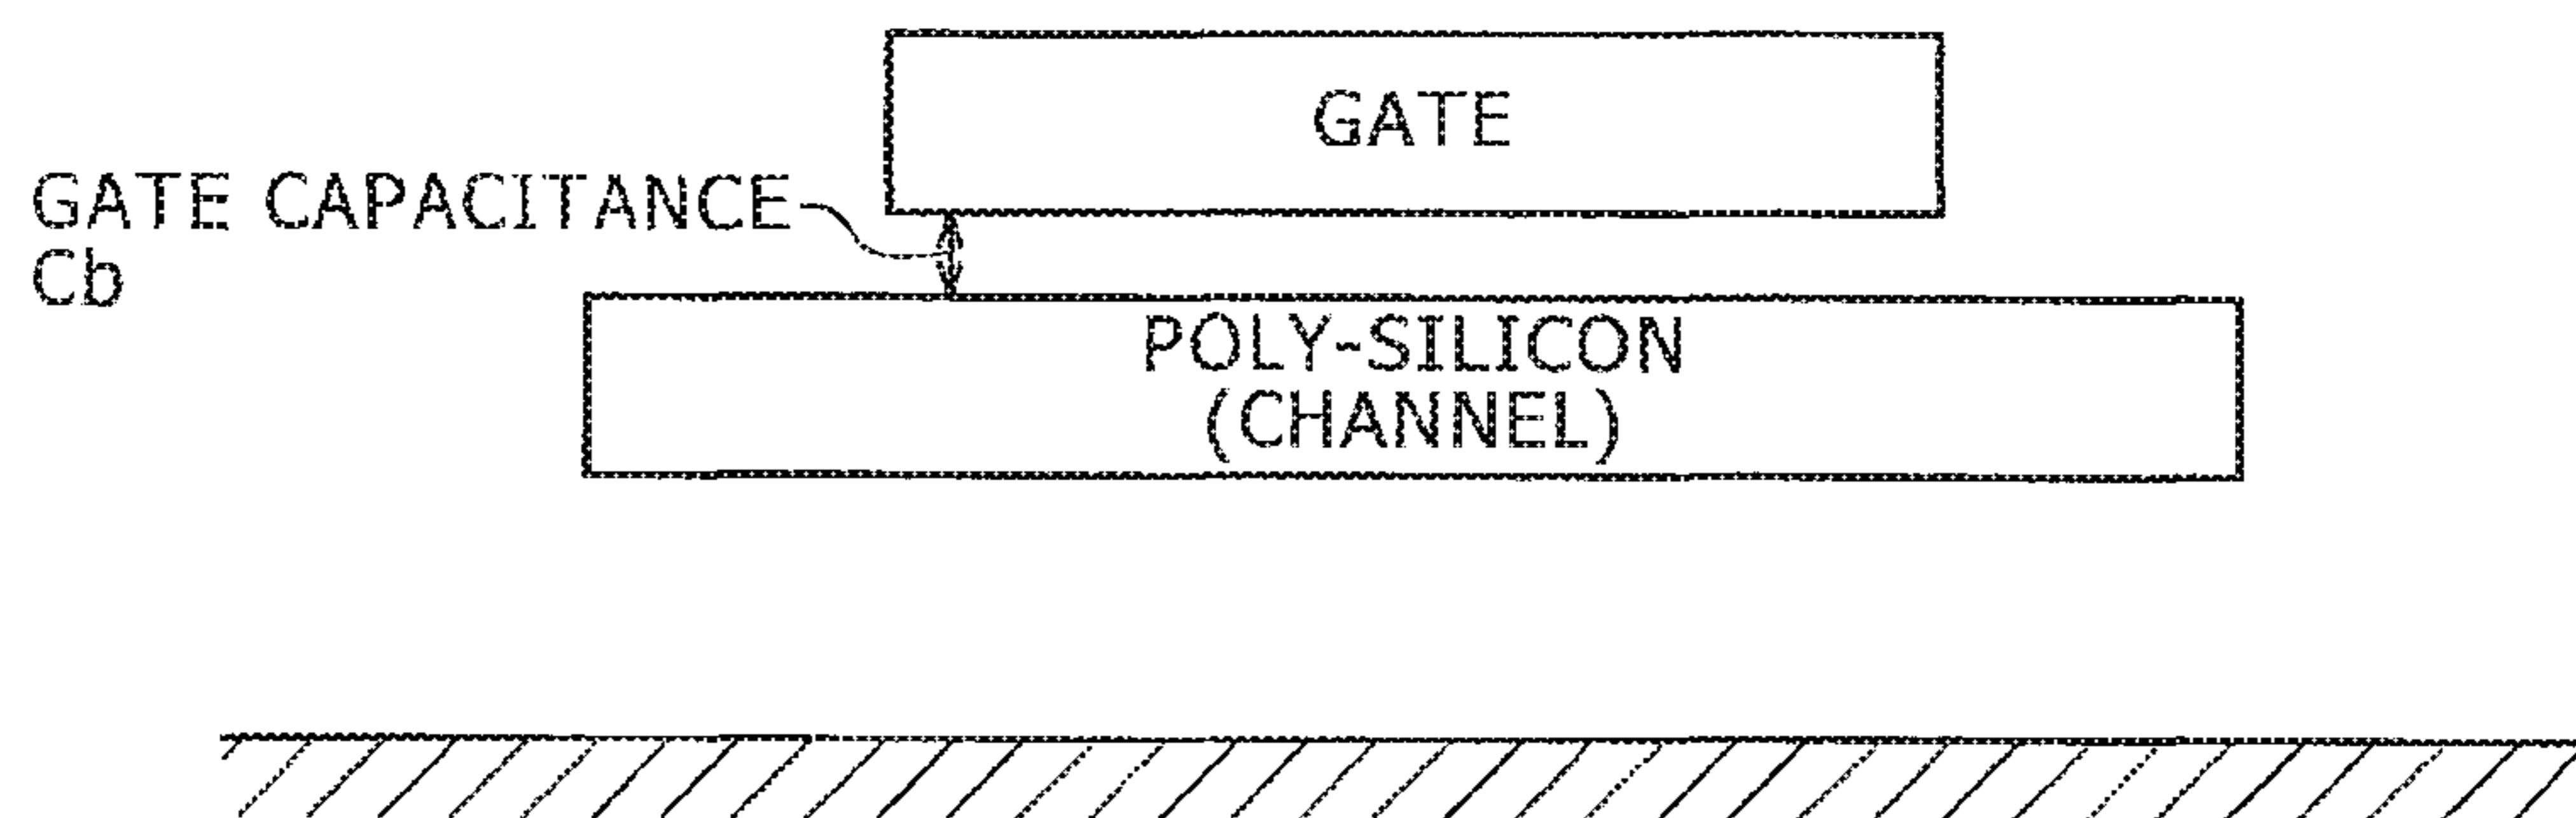 GATE
GATE CAPACITANCE
Cb
POLY-SILICON
(CHANNEL)